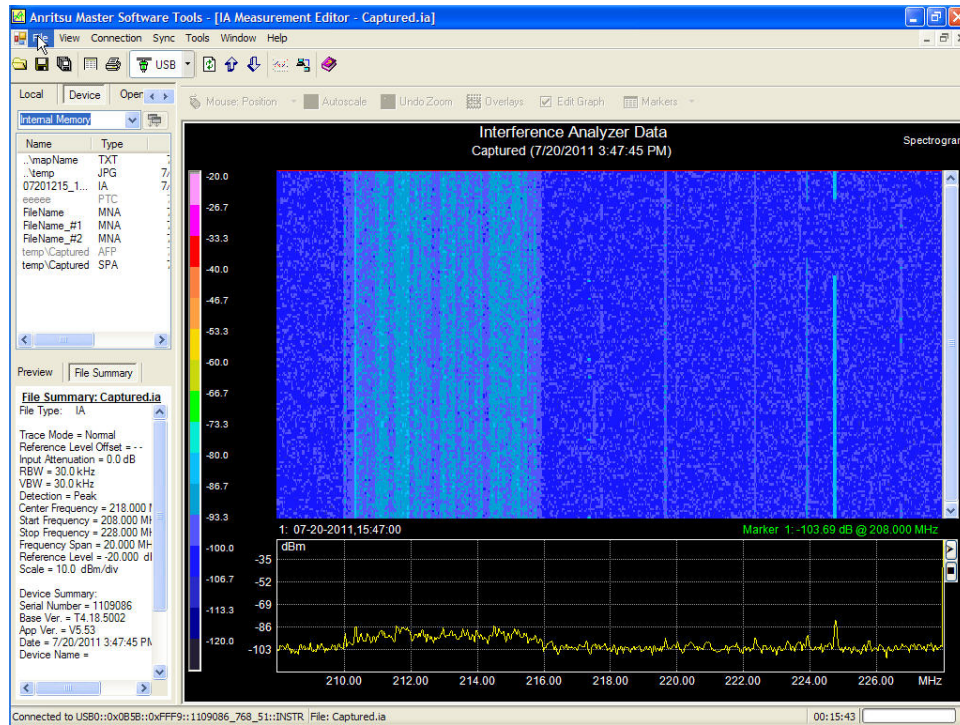 Anritsu Master Software Tools - [IA Measurement Editor - Captured.ia]
File View Connection Sync Tools Window Help
USB
Local Device Oper
Mouse: Position Autoscale Undo Zoom Overlays Edit Graph Markers
Internal Memory
Name Type
..\mapName TXT
..\temp JPG 7/
07201215_1... IA 7/
eeeee PTC
FileName MNA
FileName_#1 MNA
FileName_#2 MNA
temp\Captured AFP
temp\Captured SPA
Preview File Summary
File Summary: Captured.ia
File Type: IA
Trace Mode = Normal
Reference Level Offset = - -
Input Attenuation = 0.0 dB
RBW = 30.0 kHz
VBW = 30.0 kHz
Detection = Peak
Center Frequency = 218.000
Start Frequency = 208.000 MH
Stop Frequency = 228.000 MH
Frequency Span = 20.000 MH
Reference Level = -20.000 d
Scale = 10.0 dBm/div
Device Summary:
Serial Number = 1109086
Base Ver. = T4.18.5002
App Ver. = V5.53
Date = 7/20/2011 3:47:45 PM
Device Name =
Interference Analyzer Data
Captured (7/20/2011 3:47:45 PM)
Spectrogram
-20.0
-26.7
-33.3
-40.0
-46.7
-53.3
-60.0
-66.7
-73.3
-80.0
-86.7
-93.3
-100.0
-106.7
-113.3
-120.0
1: 07-20-2011,15:47:00
Marker 1: -103.69 dB @ 208.000 MHz
dBm
-35
-52
-69
-86
-103
210.00 212.00 214.00 216.00 218.00 220.00 222.00 224.00 226.00 MHz
Connected to USB0::0x0B5B::0xFFF9::1109086_768_51::INSTR File: Captured.ia
00:15:43